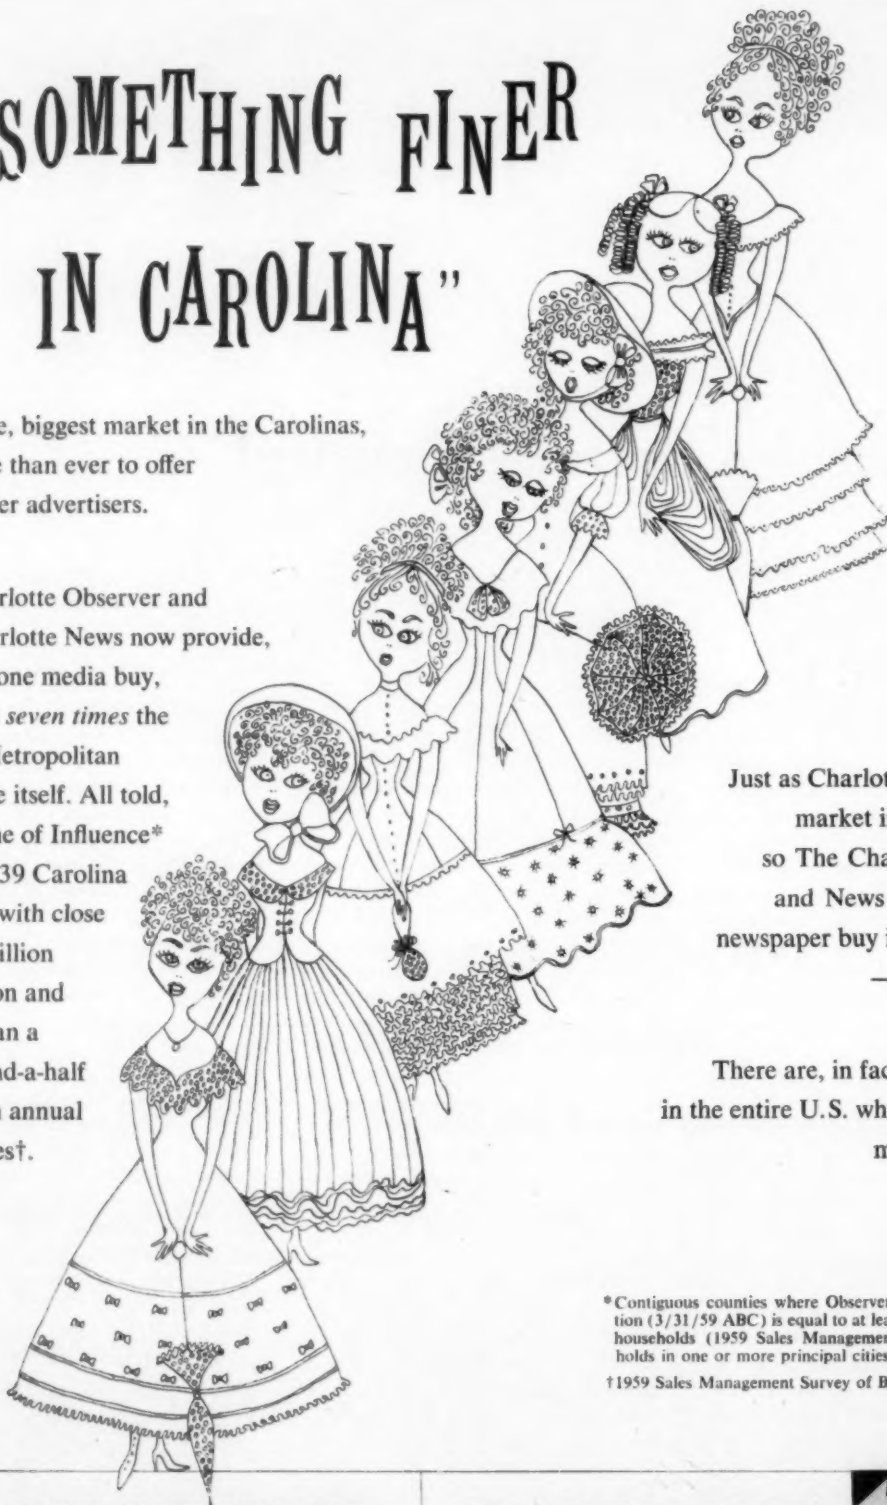 SOMETHING FINER
IN CAROLINA”
e, biggest market in the Carolinas,
e than ever to offer
er advertisers.
rlotte Observer and
rlotte News now provide,
one media buy,
seven times the
etropolitan
e itself. All told,
ne of Influence*
39 Carolina
with close
illion
on and
an a
nd-a-half
n annual
es†.
Just as Charlot
market i
so The Cha
and News
newspaper buy i
—
There are, in fac
in the entire U.S. wh
m
*Contiguous counties where Observer
tion (3/31/59 ABC) is equal to at lea
households (1959 Sales Managemen
holds in one or more principal cities
†1959 Sales Management Survey of B